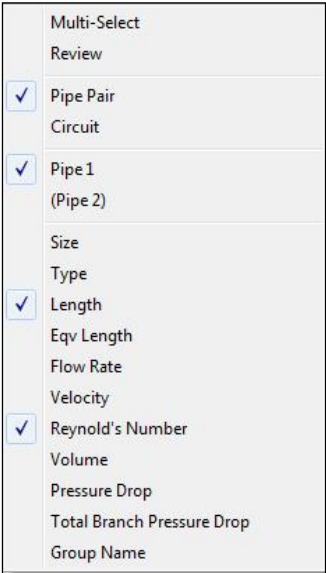 Multi-Select
Review
Pipe Pair
Circuit
Pipe 1
(Pipe 2)
Size
Type
Length
Eqv Length
Flow Rate
Velocity
Reynold's Number
Volume
Pressure Drop
Total Branch Pressure Drop
Group Name